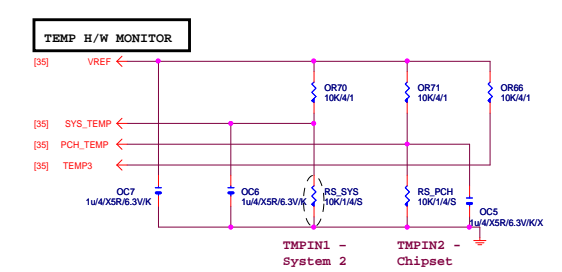 TEMP H/W MONITOR
[35] VREF
OR70
10K/4/1
OR71
10K/4/1
OR66
10K/4/1
[35] SYS_TEMP
[35] PCH_TEMP
[35] TEMP3
OC7
1u/4/X5R/6.3V/K
OC6
1u/4/X5R/6.3V/K
RS_SYS
10K/1/4/S
RS_PCH
10K/1/4/S
OC5
1u/4/X5R/6.3V/K/X
TMPIN1 -
System 2
TMPIN2 -
Chipset